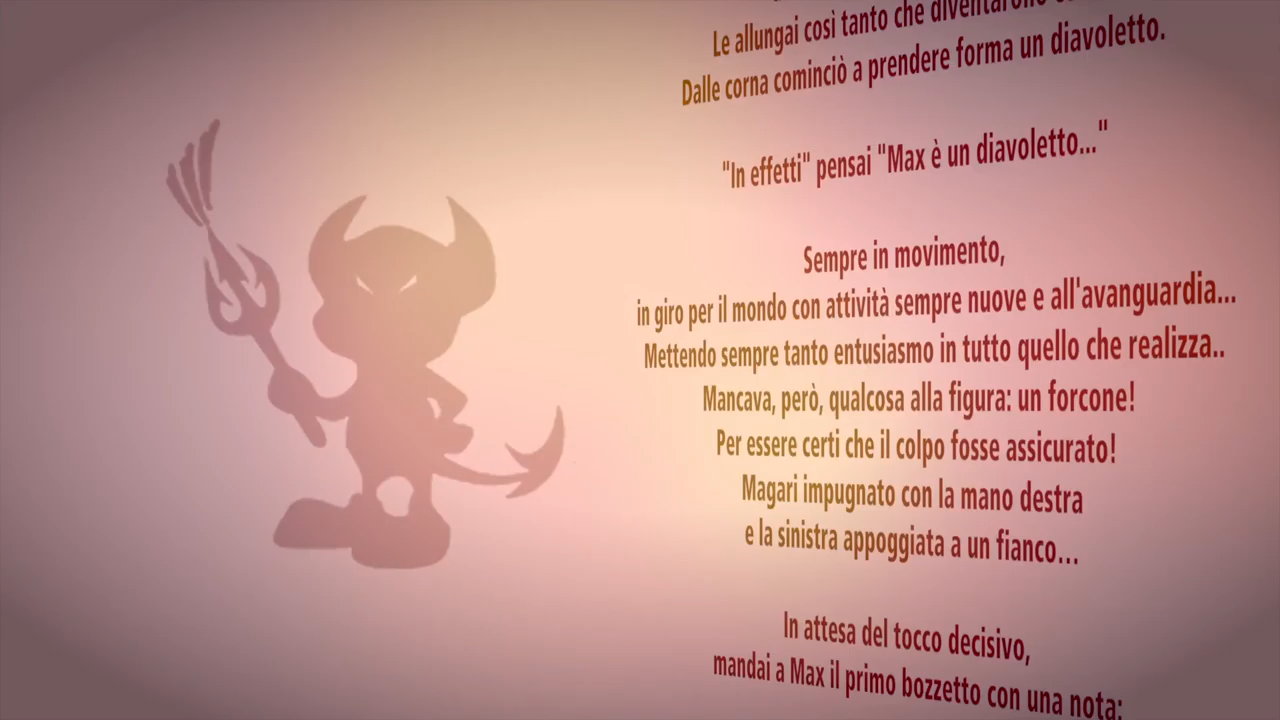 Le allungai così tanto che diventarono
Dalle corna cominciò a prendere forma un diavoletto.
"In effetti" pensai "Max è un diavoletto..."
Sempre in movimento,
in giro per il mondo con attività sempre nuove e all'avanguardia...
Mettendo sempre tanto entusiasmo in tutto quello che realizza..
Mancava, però, qualcosa alla figura: un forcone!
Per essere certi che il colpo fosse assicurato!
Magari impugnato con la mano destra
e la sinistra appoggiata a un fianco...
In attesa del tocco decisivo,
mandai a Max il primo bozzetto con una nota: